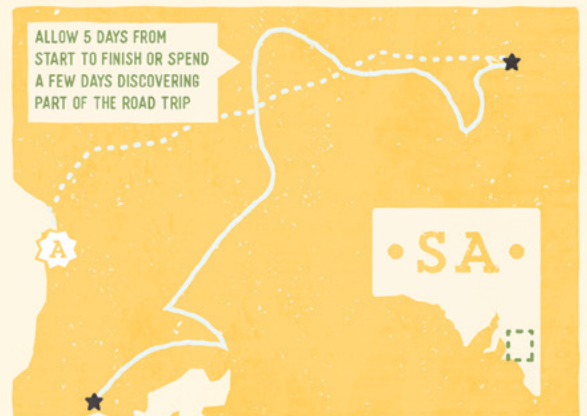 ALLOW 5 DAYS FROM
START TO FINISH OR SPEND
A FEW DAYS DISCOVERING
PART OF THE ROAD TRIP
A
• SA •